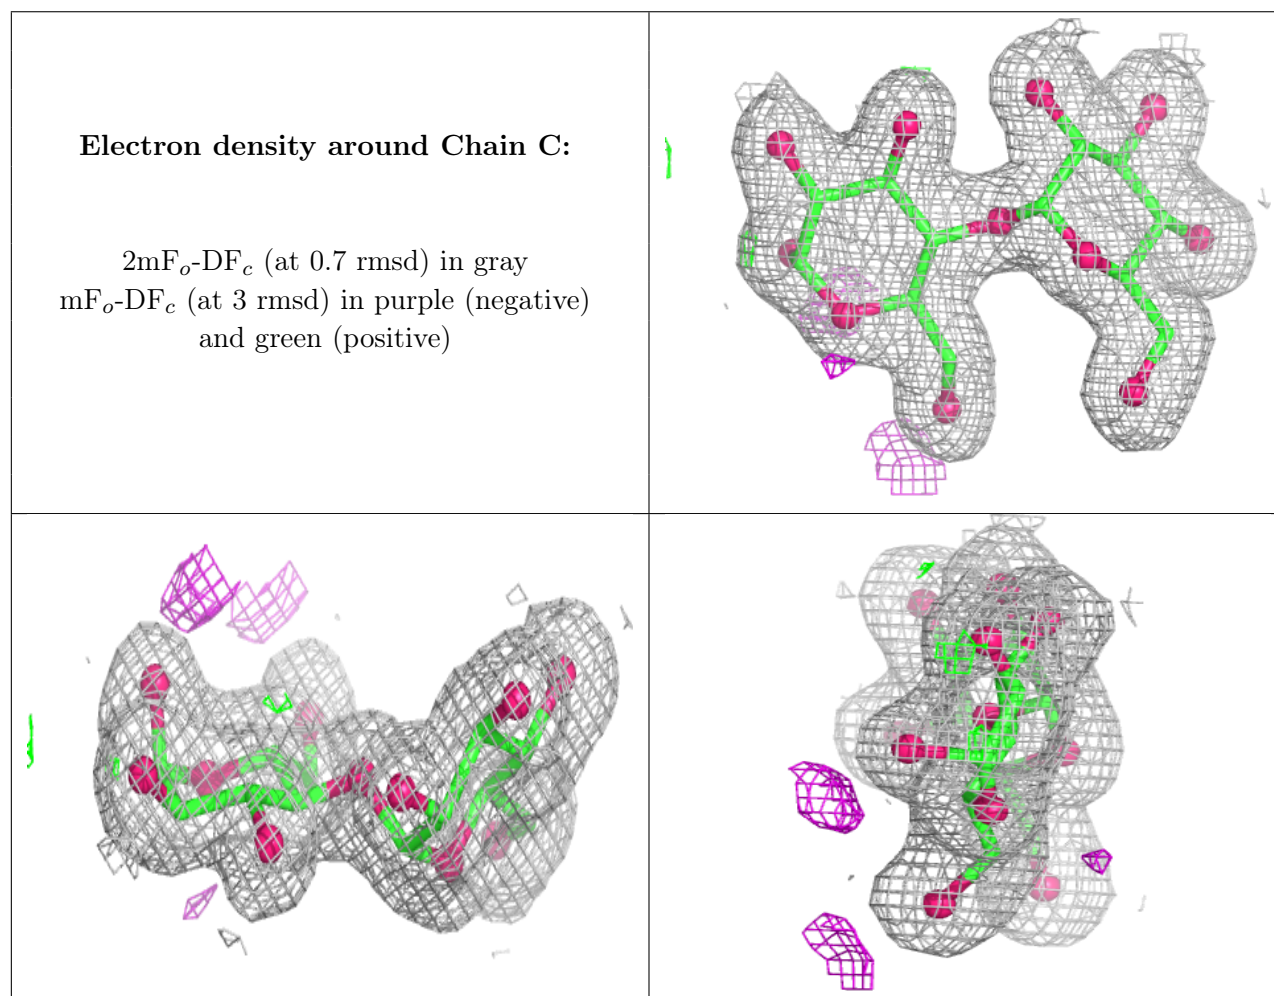 Electron density around Chain C:
2mFo-DFc (at 0.7 rmsd) in gray
mFo-DFc (at 3 rmsd) in purple (negative)
and green (positive)